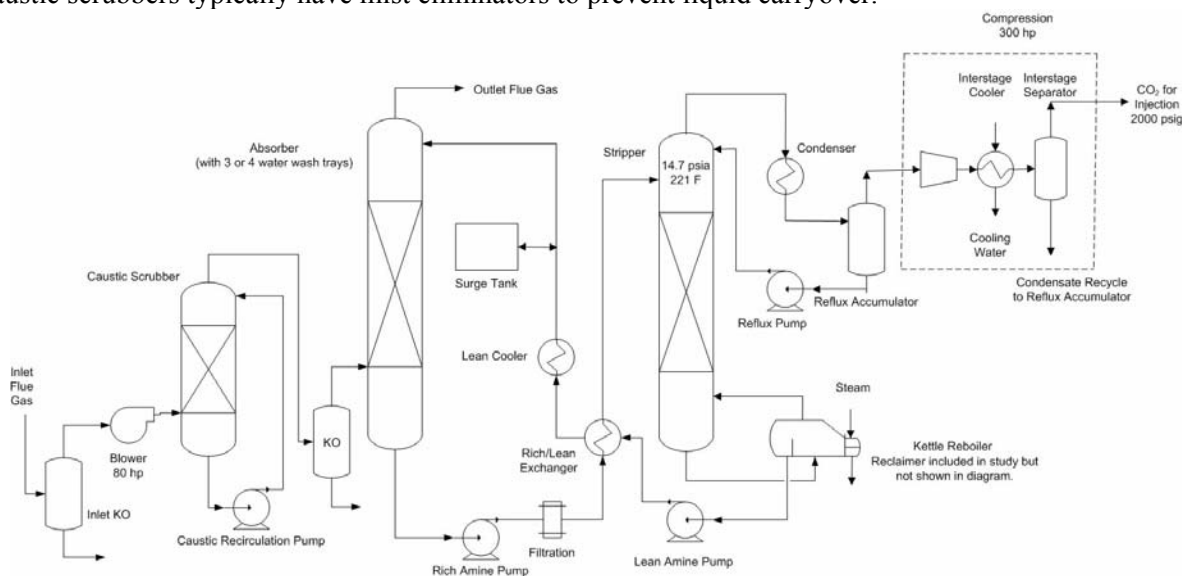 caustic scrubbers typically have mist eliminators to prevent liquid carryover.
Compression
300 hp
Interstage
Cooler
Interstage
Separator
CO₂ for
Injection
2000 psig
Outlet Flue Gas
Absorber
(with 3 or 4 water wash trays)
Stripper
14.7 psia
221 F
Condenser
Cooling
Water
Condensate Recycle
to Reflux Accumulator
Caustic Scrubber
Surge Tank
Reflux Accumulator
Reflux Pump
Lean Cooler
Inlet
Flue
Gas
Steam
KO
Blower
80 hp
Rich/Lean
Exchanger
Kettle Reboiler
Reclaimer included in study but
not shown in diagram.
Inlet KO
Caustic Recirculation Pump
Filtration
Lean Amine Pump
Rich Amine Pump